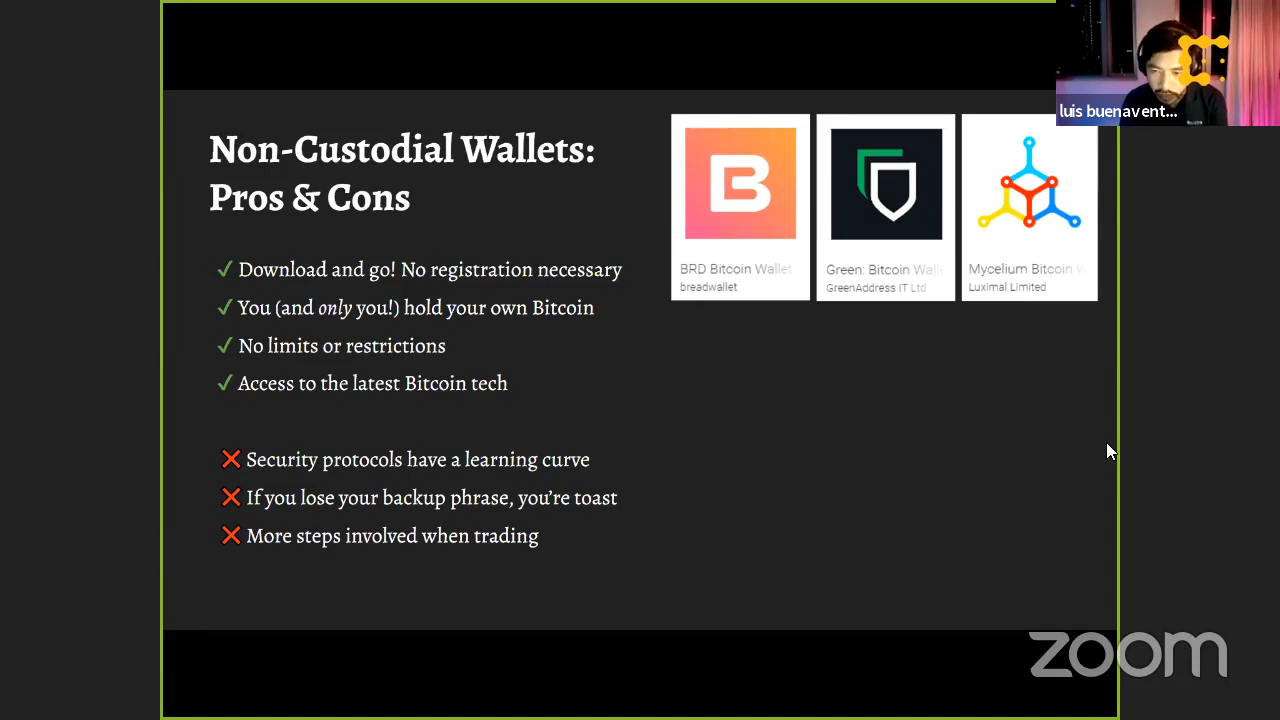 luis buenavent...
Non-Custodial Wallets:
Pros & Cons
✓ Download and go! No registration necessary
✓ You (and only you!) hold your own Bitcoin
✓ No limits or restrictions
✓ Access to the latest Bitcoin tech
❌ Security protocols have a learning curve
❌ If you lose your backup phrase, you’re toast
❌ More steps involved when trading
BRD Bitcoin Wallet
breadwallet
Green: Bitcoin Walle
GreenAddress IT Ltd
Mycelium Bitcoin W
Luximal Limited
zoom